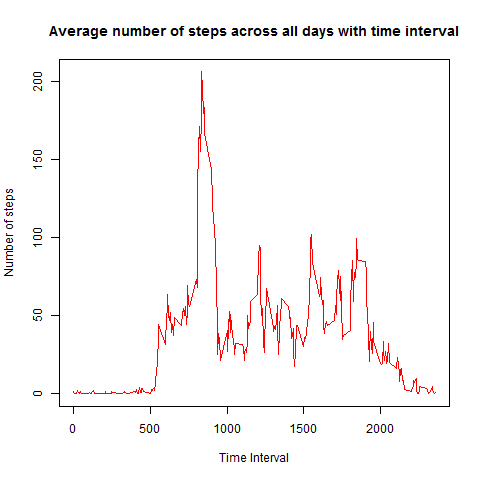 Average number of steps across all days with time interval
Number of steps
200
150
100
50
0
0 500 1000 1500 2000
Time Interval